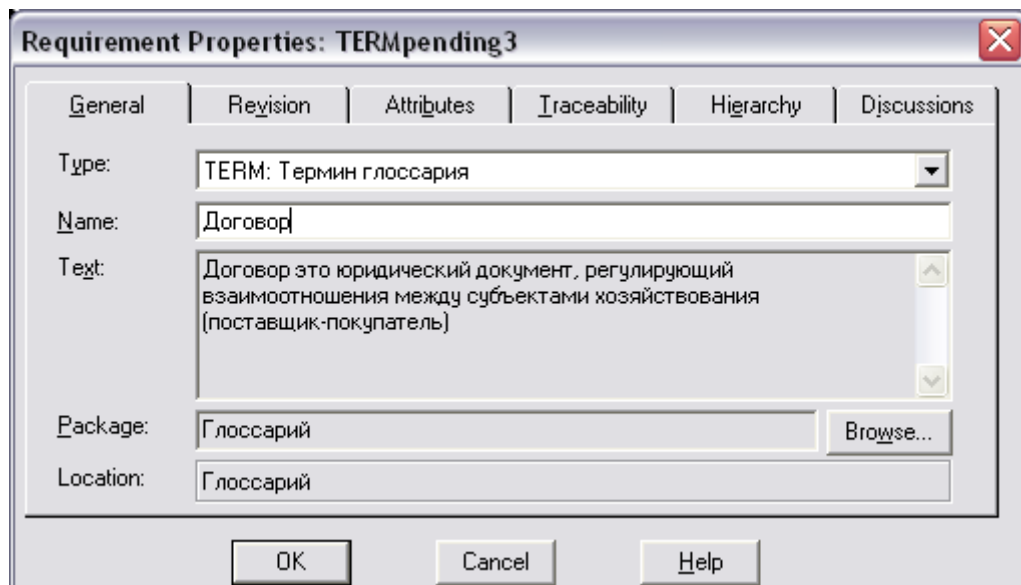 Requirement Properties: TERMpending3
General Revision Attributes Traceability Hierarchy Discussions
Type: TERM: Термин глоссария
Name: Договор
Text: Договор это юридический документ, регулирующий
взаимоотношения между субъектами хозяйствования
(поставщик-покупатель)
Package: Глоссарий Browse...
Location: Глоссарий
OK Cancel Help